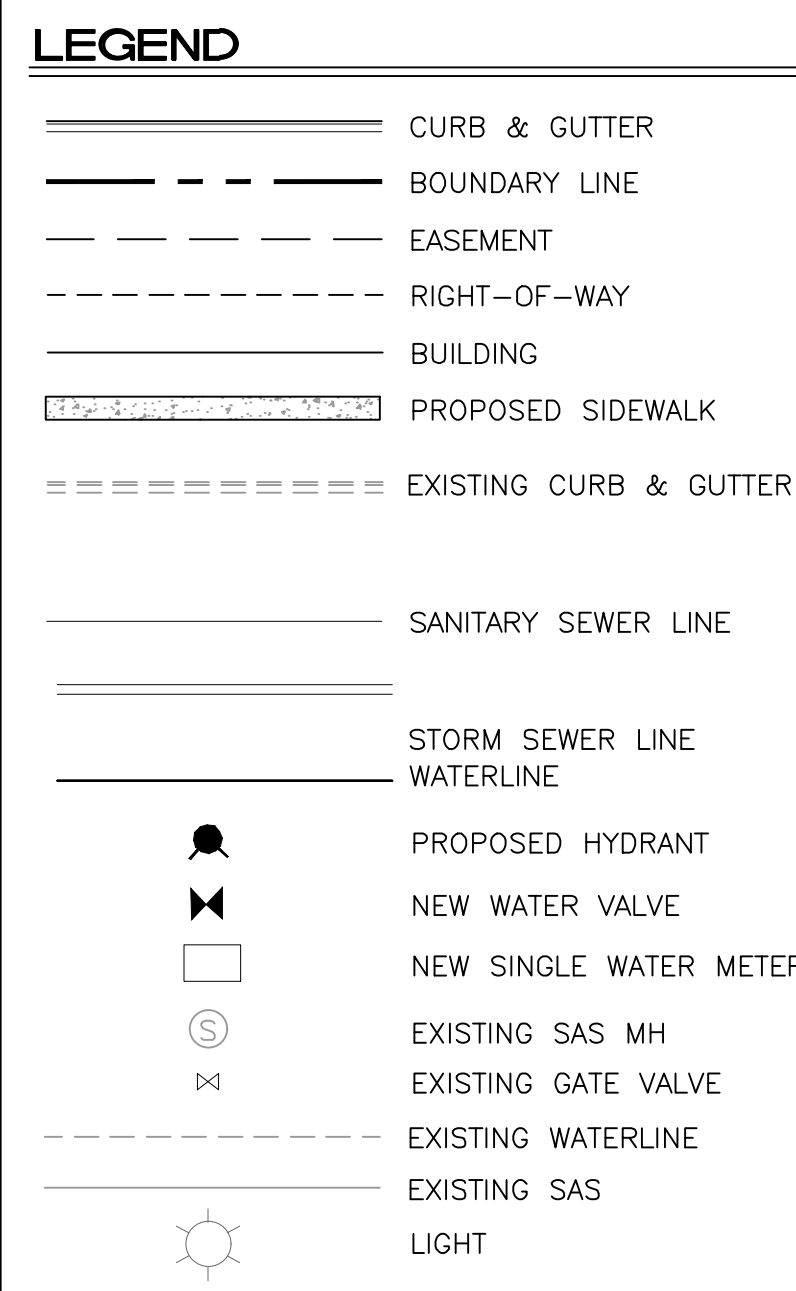 LEGEND
CURB & GUTTER
BOUNDARY LINE
EASEMENT
RIGHT-OF-WAY
BUILDING
PROPOSED SIDEWALK
EXISTING CURB & GUTTER
SANITARY SEWER LINE
STORM SEWER LINE
WATERLINE
PROPOSED HYDRANT
NEW WATER VALVE
NEW SINGLE WATER METER
S
EXISTING SAS MH
EXISTING GATE VALVE
EXISTING WATERLINE
EXISTING SAS
LIGHT